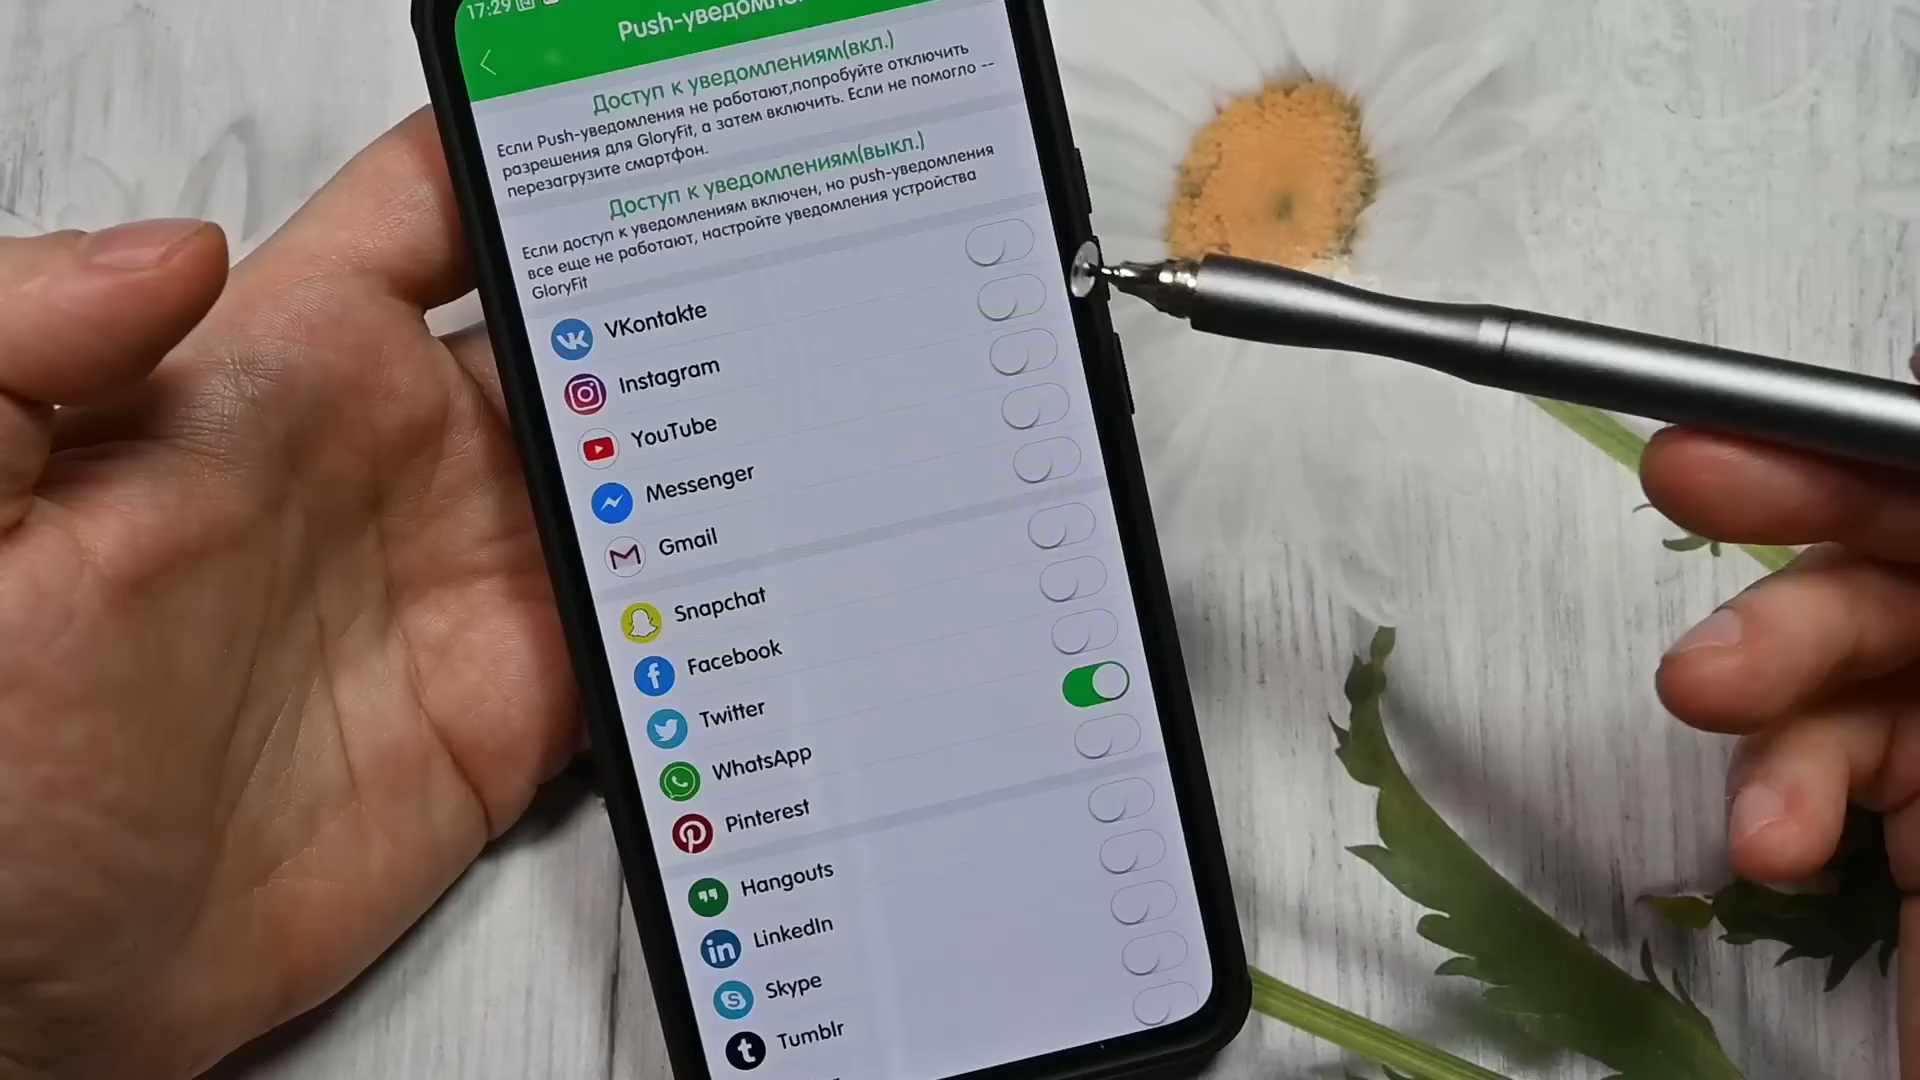 17:29
Push-уведомле
Доступ к уведомлениям(вкл.)
Если Push-уведомления не работают,попробуйте отключить
разрешения для GloryFit, а затем включить. Если не помогло --
перезагрузите смартфон.
Доступ к уведомлениям(выкл.)
Если доступ к уведомлениям включен, но push-уведомления
все еще не работают, настройте уведомления устройства
GloryFit
VKontakte
Instagram
YouTube
Messenger
Gmail
Snapchat
Facebook
Twitter
WhatsApp
Pinterest
Hangouts
LinkedIn
Skype
Tumblr